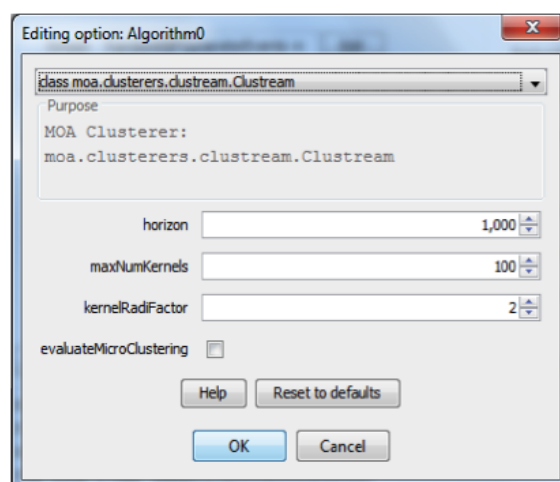 Editing option: Algorithm0
class moa.clusterers.clustream.Clustream
Purpose
MOA Clusterer:
moa.clusterers.clustream.Clustream
horizon 1,000
maxNumKernels 100
kernelRadiFactor 2
evaluateMicroClustering
Help Reset to defaults
OK Cancel